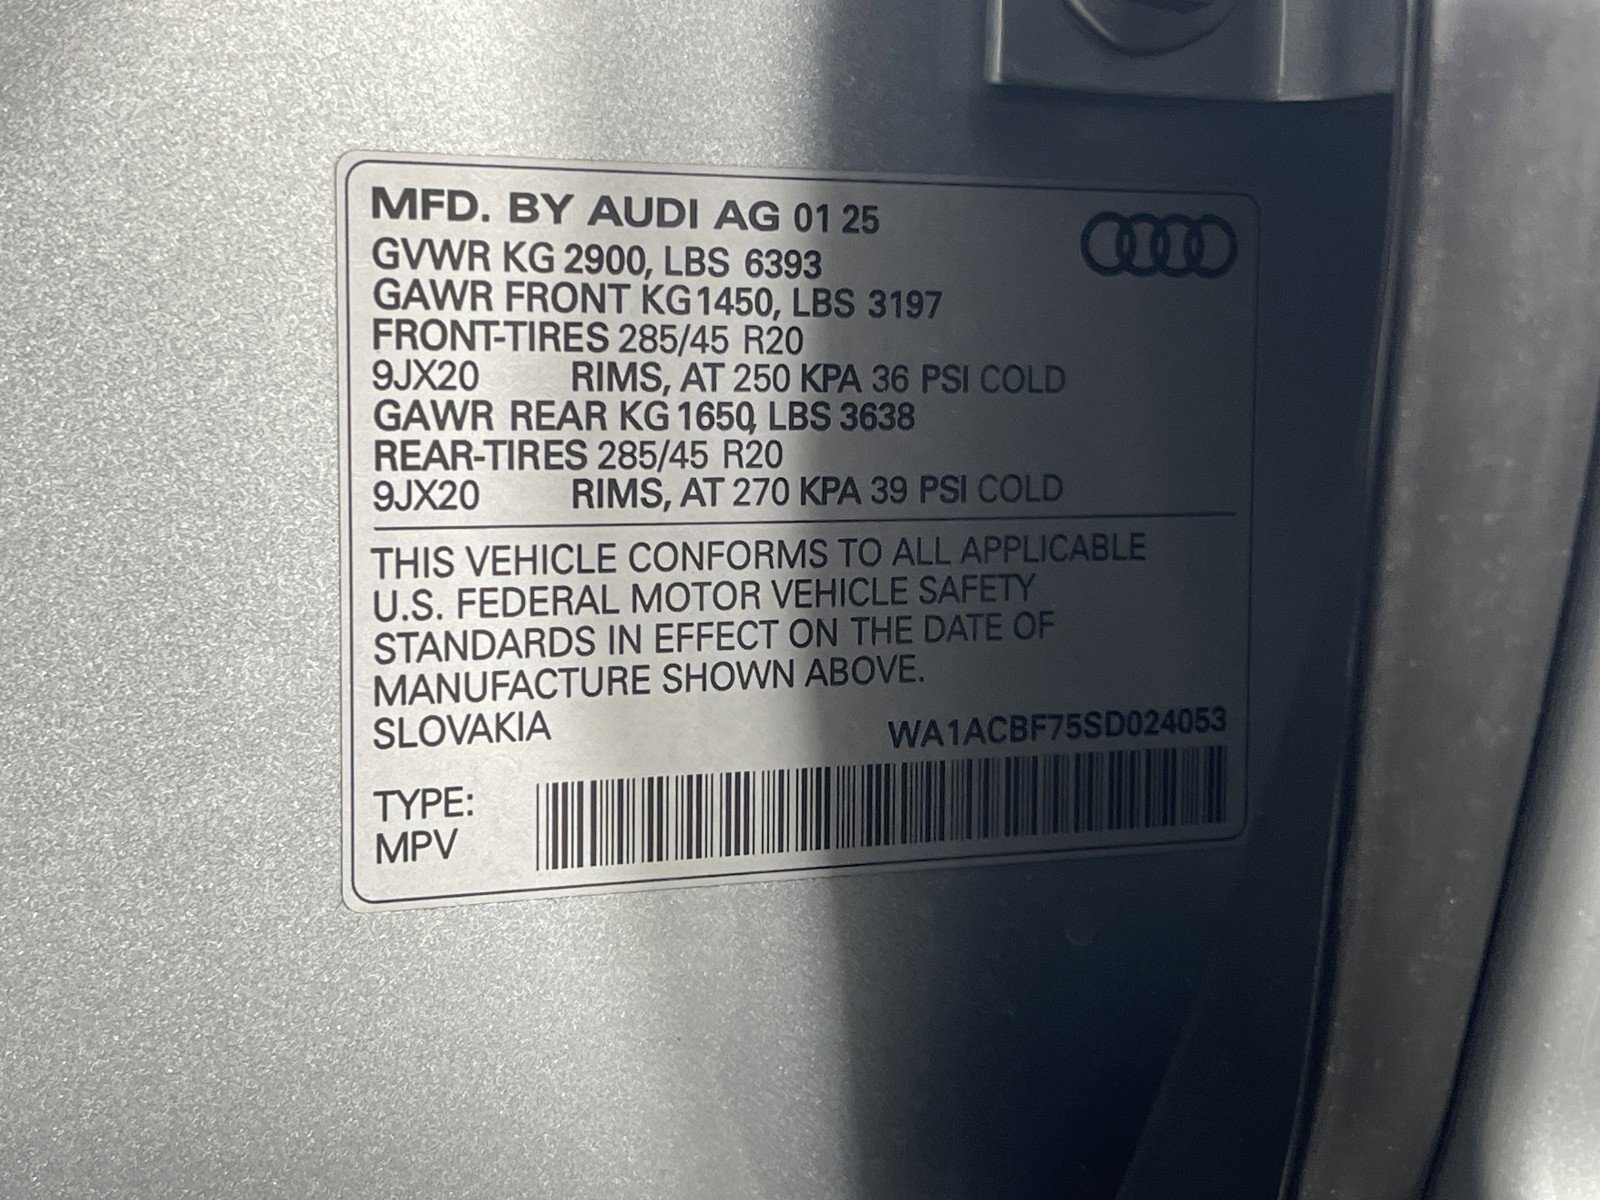 MFD. BY AUDI AG 01 25
GVWR KG 2900, LBS 6393
GAWR FRONT KG 1450, LBS 3197
FRONT-TIRES 285/45 R20
9JX20 RIMS, AT 250 KPA 36 PSI COLD
GAWR REAR KG 1650, LBS 3638
REAR-TIRES 285/45 R20
9JX20 RIMS, AT 270 KPA 39 PSI COLD
THIS VEHICLE CONFORMS TO ALL APPLICABLE
U.S. FEDERAL MOTOR VEHICLE SAFETY
STANDARDS IN EFFECT ON THE DATE OF
MANUFACTURE SHOWN ABOVE.
SLOVAKIA WA1ACBF75SD024053
TYPE:
MPV